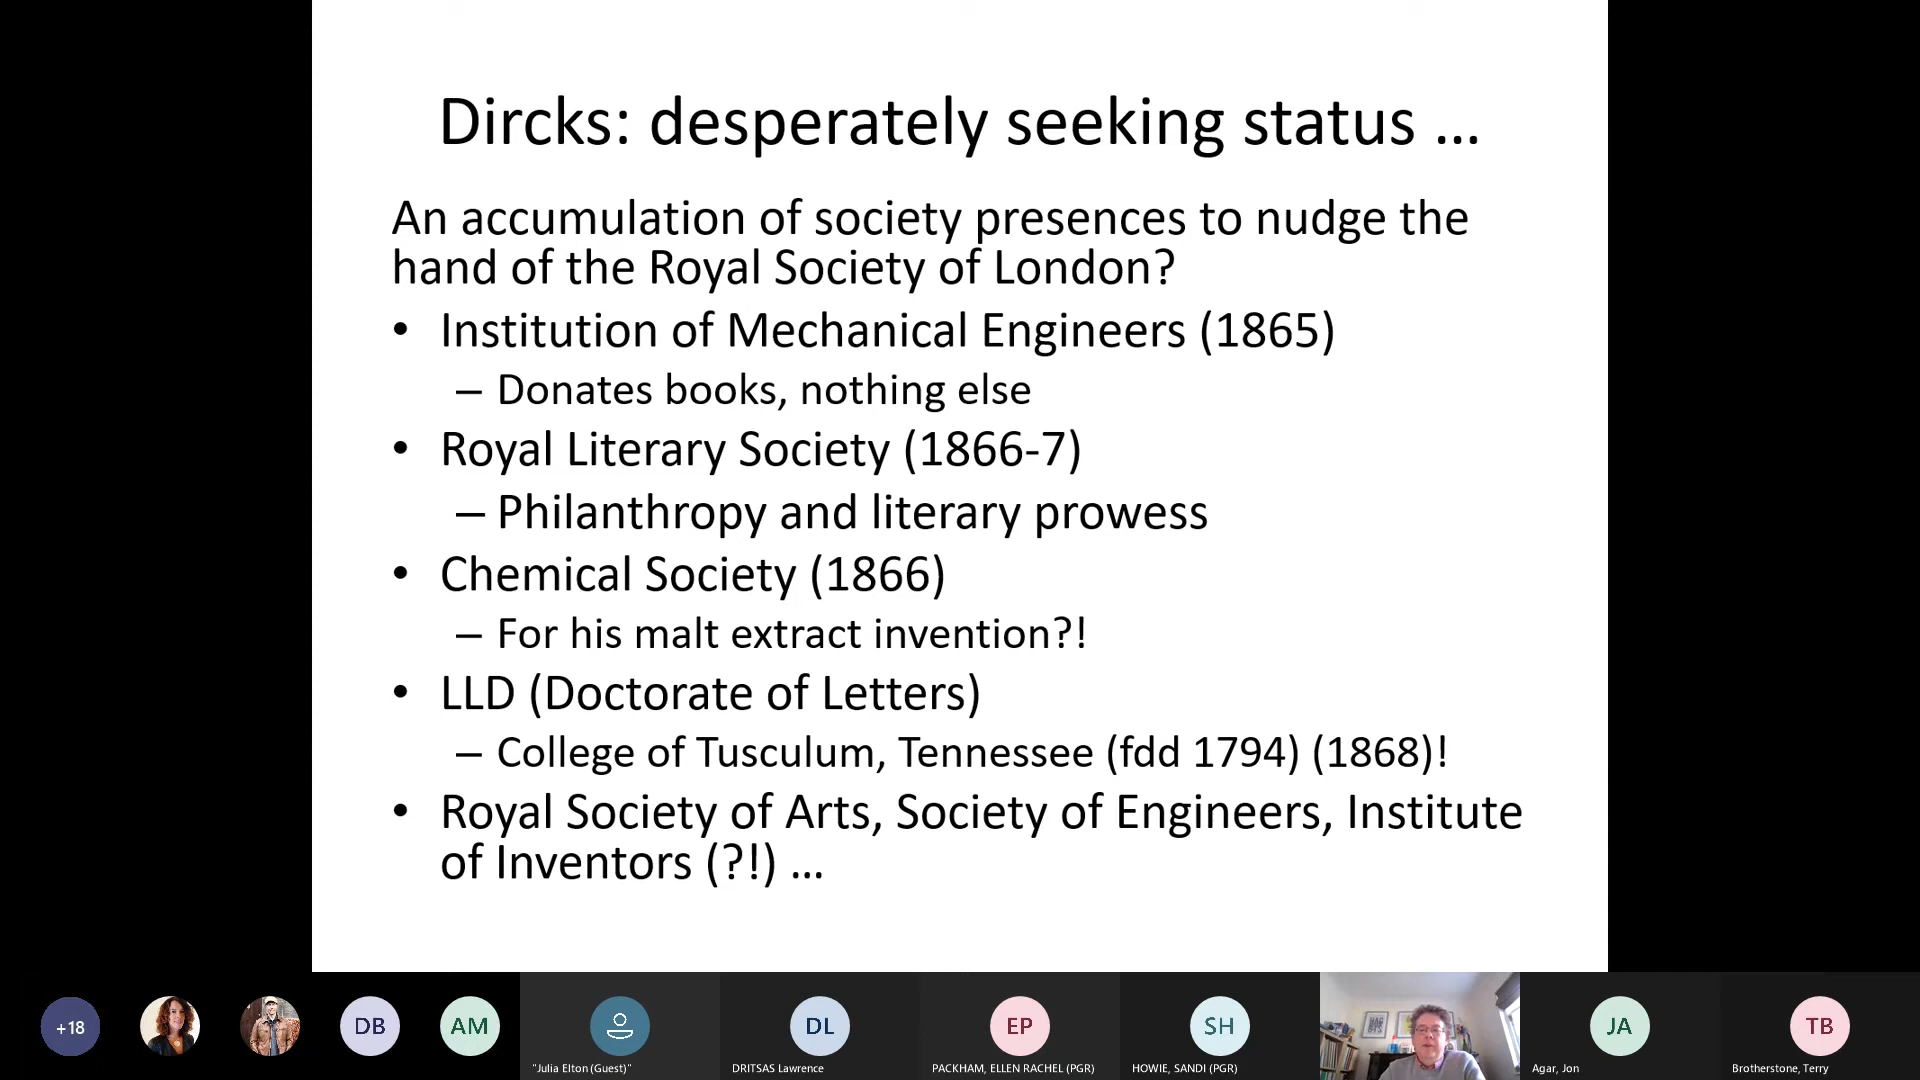 Dircks: desperately seeking status ...
An accumulation of society presences to nudge the
hand of the Royal Society of London?
• Institution of Mechanical Engineers (1865)
– Donates books, nothing else
• Royal Literary Society (1866-7)
– Philanthropy and literary prowess
• Chemical Society (1866)
– For his malt extract invention?!
• LLD (Doctorate of Letters)
– College of Tusculum, Tennessee (fdd 1794) (1868)!
• Royal Society of Arts, Society of Engineers, Institute
of Inventors (?!) ...
+18
DB
AM
"Julia Elton (Guest)"
DL
DRITSAS Lawrence
EP
PACKHAM, ELLEN RACHEL (PGR)
SH
HOWIE, SANDI (PGR)
JA
Agar, Jon
TB
Brotherstone, Terry